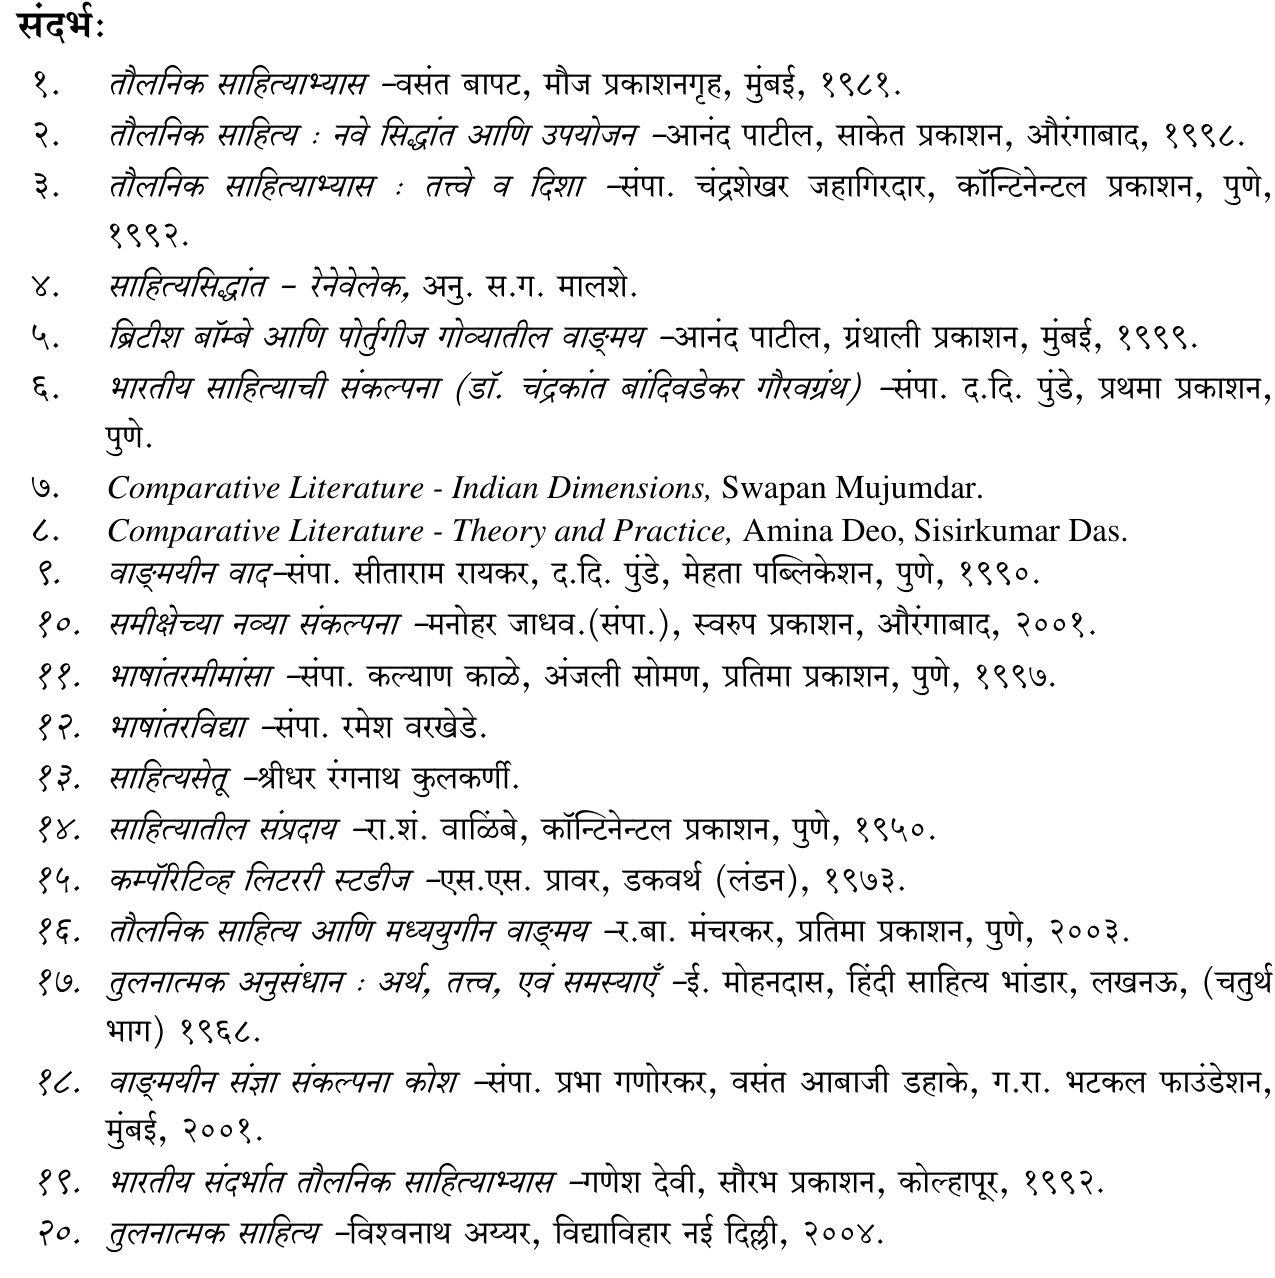 संदर्भः
१. तौलनिक साहित्याभ्यास –वसंत बापट, मौज प्रकाशनगृह, मुंबई, १९८१.
२. तौलनिक साहित्य : नवे सिद्धांत आणि उपयोजन –आनंद पाटील, साकेत प्रकाशन, औरंगाबाद, १९९८.
३. तौलनिक साहित्याभ्यास : तत्त्वे व दिशा –संपा. चंद्रशेखर जहागिरदार, कॉन्टिनेन्टल प्रकाशन, पुणे,
१९९२.
४. साहित्यसिद्धांत – रेनेवेलेक, अनु. स.ग. मालशे.
५. ब्रिटीश बॉम्बे आणि पोर्तुगीज गोव्यातील वाङ्मय –आनंद पाटील, ग्रंथाली प्रकाशन, मुंबई, १९९९.
६. भारतीय साहित्याची संकल्पना (डॉ. चंद्रकांत बांदिवडेकर गौरवग्रंथ) –संपा. द.दि. पुंडे, प्रथमा प्रकाशन,
पुणे.
७. Comparative Literature - Indian Dimensions, Swapan Mujumdar.
८. Comparative Literature - Theory and Practice, Amina Deo, Sisirkumar Das.
९. वाङ्मयीन वाद–संपा. सीताराम रायकर, द.दि. पुंडे, मेहता पब्लिकेशन, पुणे, १९९०.
१०. समीक्षेच्या नव्या संकल्पना –मनोहर जाधव.(संपा.), स्वरुप प्रकाशन, औरंगाबाद, २००१.
११. भाषांतरमीमांसा –संपा. कल्याण काळे, अंजली सोमण, प्रतिमा प्रकाशन, पुणे, १९९७.
१२. भाषांतरविद्या –संपा. रमेश वरखेडे.
१३. साहित्यसेतू –श्रीधर रंगनाथ कुलकर्णी.
१४. साहित्यातील संप्रदाय –रा.शं. वाळिंबे, कॉन्टिनेन्टल प्रकाशन, पुणे, १९५०.
१५. कम्पॅरिटिव्ह लिटररी स्टडीज –एस.एस. प्रावर, डकवर्थ (लंडन), १९७३.
१६. तौलनिक साहित्य आणि मध्ययुगीन वाङ्मय –र.बा. मंचरकर, प्रतिमा प्रकाशन, पुणे, २००३.
१७. तुलनात्मक अनुसंधान : अर्थ, तत्त्व, एवं समस्याएँ –ई. मोहनदास, हिंदी साहित्य भांडार, लखनऊ, (चतुर्थ
भाग) १९६८.
१८. वाङ्मयीन संज्ञा संकल्पना कोश –संपा. प्रभा गणोरकर, वसंत आबाजी डहाके, ग.रा. भटकल फाउंडेशन,
मुंबई, २००१.
१९. भारतीय संदर्भात तौलनिक साहित्याभ्यास –गणेश देवी, सौरभ प्रकाशन, कोल्हापूर, १९९२.
२०. तुलनात्मक साहित्य –विश्वनाथ अय्यर, विद्याविहार नई दिल्ली, २००४.